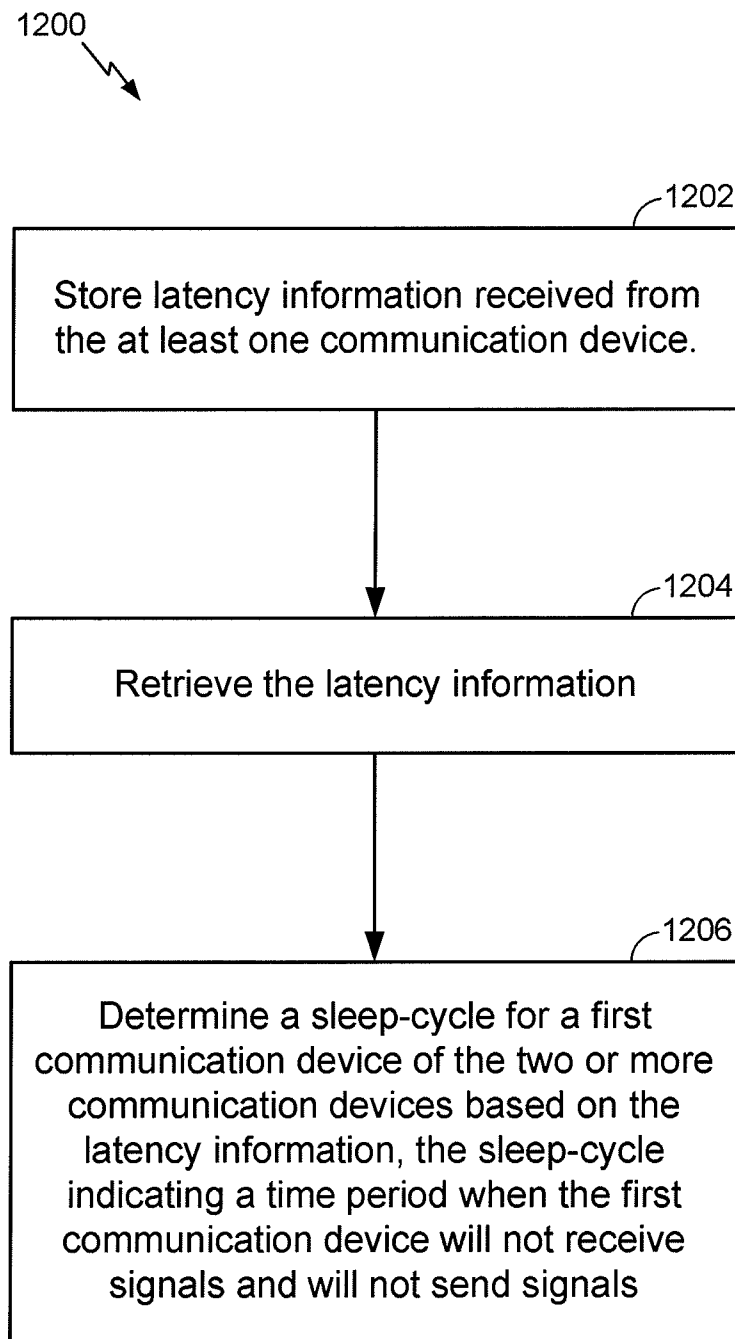 1200
1202
Store latency information received from
the at least one communication device.
1204
Retrieve the latency information
1206
Determine a sleep-cycle for a first
communication device of the two or more
communication devices based on the
latency information, the sleep-cycle
indicating a time period when the first
communication device will not receive
signals and will not send signals